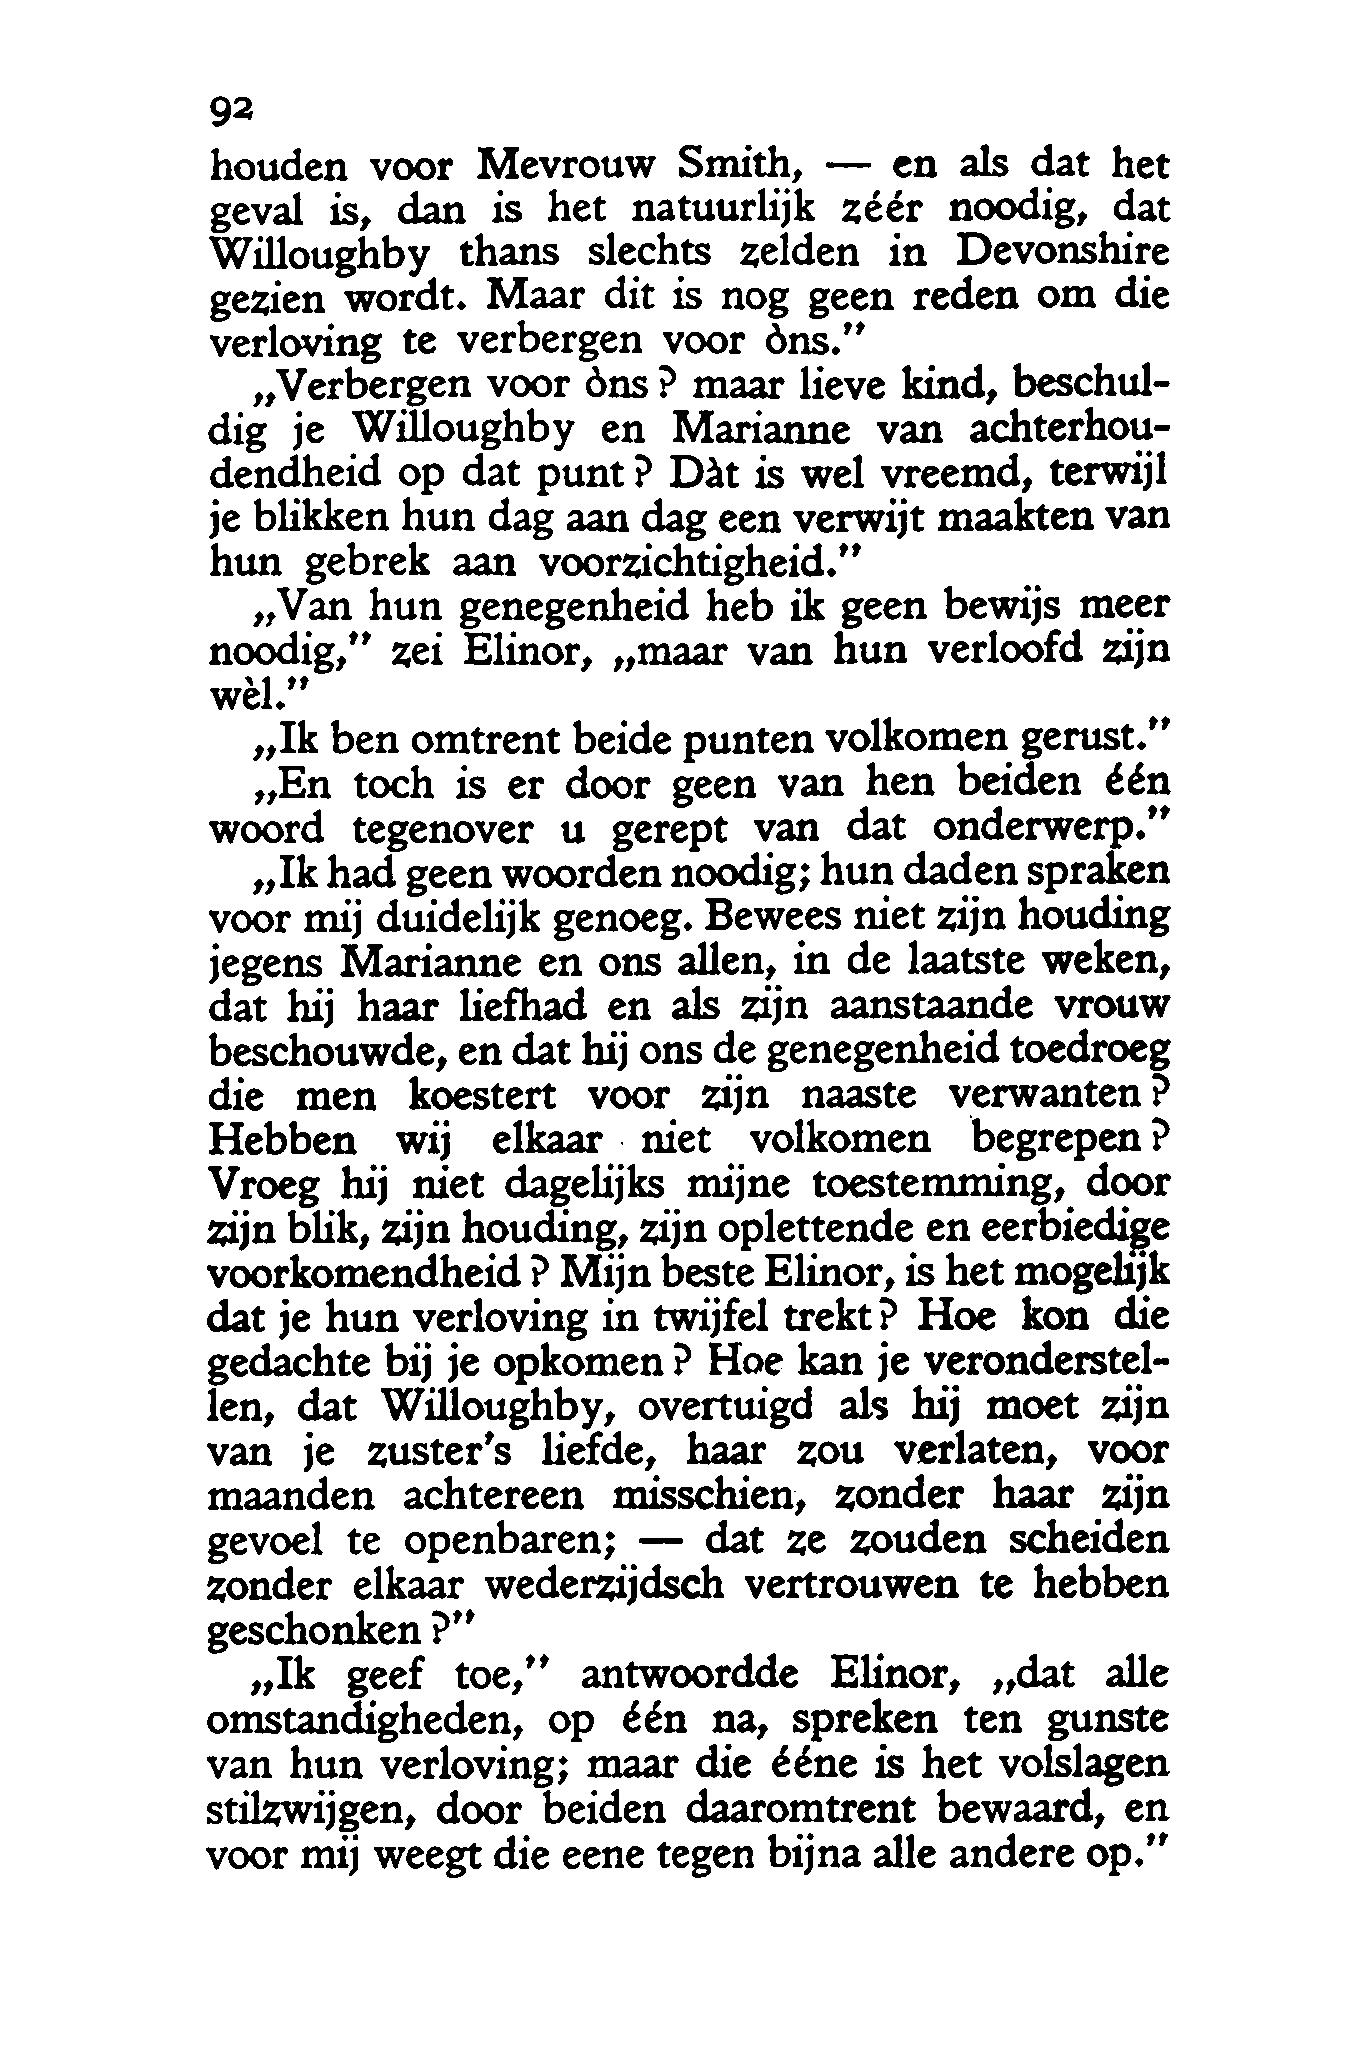 92
houden voor Mevrouw Smith, — en als dat het
geval is, dan is het natuurlijk zéér noodig, dat
Willoughby thans slechts zelden in Devonshire
gezien wordt. Maar dit is nog geen reden om die
verloving te verbergen voor òns.”
„Verbergen voor òns? maar lieve kind, beschul-
dig je Willoughby en Marianne van achterhou-
dendheid op dat punt? Dàt is wel vreemd, terwijl
je blikken hun dag aan dag een verwijt maakten van
hun gebrek aan voorzichtigheid.”
„Van hun genegenheid heb ik geen bewijs meer
noodig,” zei Elinor, „maar van hun verloofd zijn
wèl.”
„Ik ben omtrent beide punten volkomen gerust.”
„En toch is er door geen van hen beiden één
woord tegenover u gerept van dat onderwerp.”
„Ik had geen woorden noodig; hun daden spraken
voor mij duidelijk genoeg. Bewees niet zijn houding
jegens Marianne en ons allen, in de laatste weken,
dat hij haar liefhad en als zijn aanstaande vrouw
beschouwde, en dat hij ons de genegenheid toedroeg
die men koestert voor zijn naaste verwanten?
Hebben wij elkaar niet volkomen begrepen?
Vroeg hij niet dagelijks mijne toestemming, door
zijn blik, zijn houding, zijn oplettende en eerbiedige
voorkomendheid? Mijn beste Elinor, is het mogelijk
dat je hun verloving in twijfel trekt? Hoe kon die
gedachte bij je opkomen? Hoe kan je veronderstel-
len, dat Willoughby, overtuigd als hij moet zijn
van je zuster's liefde, haar zou verlaten, voor
maanden achtereen misschien, zonder haar zijn
gevoel te openbaren; — dat ze zouden scheiden
zonder elkaar wederzijdsch vertrouwen te hebben
geschonken?”
„Ik geef toe,” antwoordde Elinor, „dat alle
omstandigheden, op één na, spreken ten gunste
van hun verloving; maar die ééne is het volslagen
stilzwijgen, door beiden daaromtrent bewaard, en
voor mij weegt die eene tegen bijna alle andere op.”